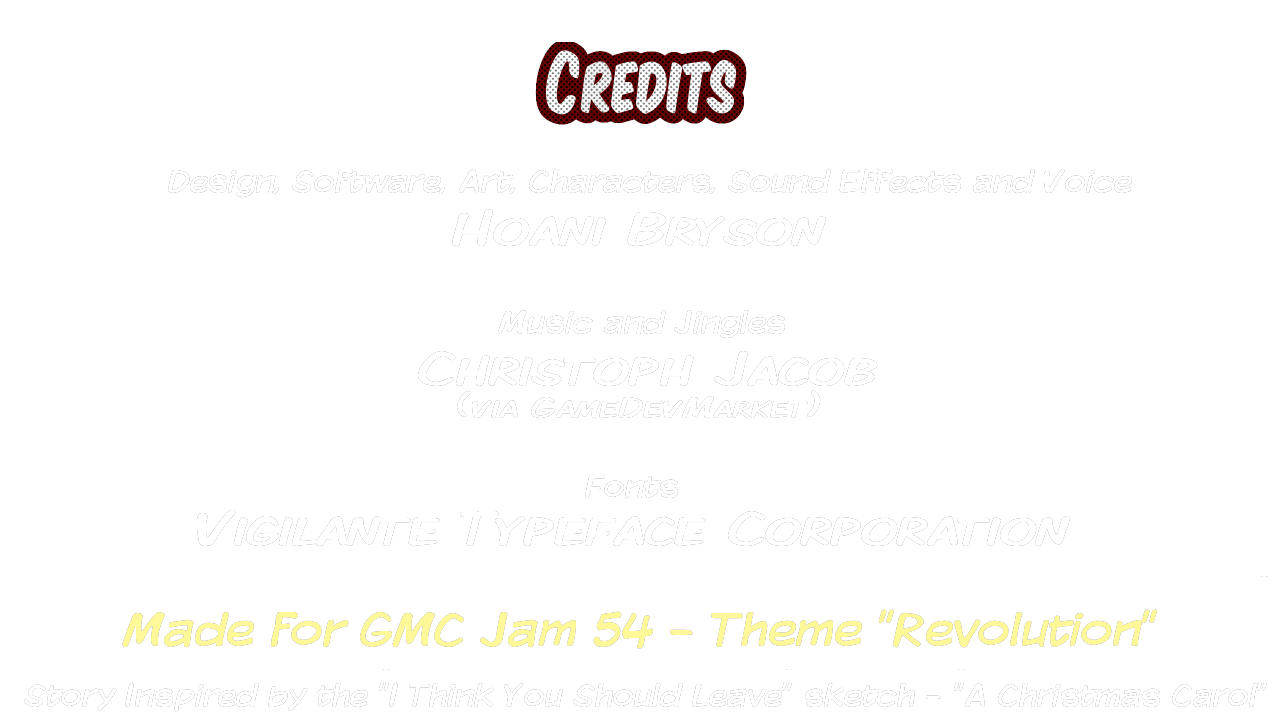 Credits
Design, Software, Art, Characters, Sound Effects and Voice
Hoani Bryson
Music and Jingles
Christoph Jacob
(via GameDevMarket)
Fonts
Vigilante Typeface Corporation
Made For GMC Jam 54 - Theme "Revolution"
Story Inspired by the "I Think You Should Leave" sketch - "A Christmas Carol"